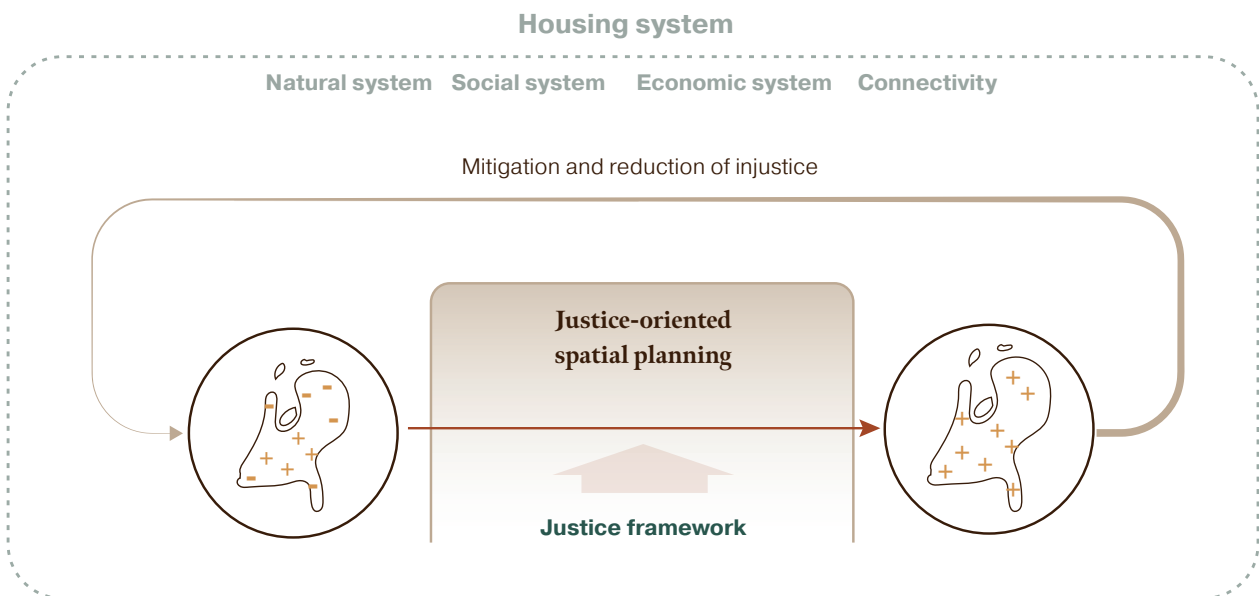 Housing system
Natural system Social system Economic system Connectivity
Mitigation and reduction of injustice
Justice-oriented
spatial planning
Justice framework